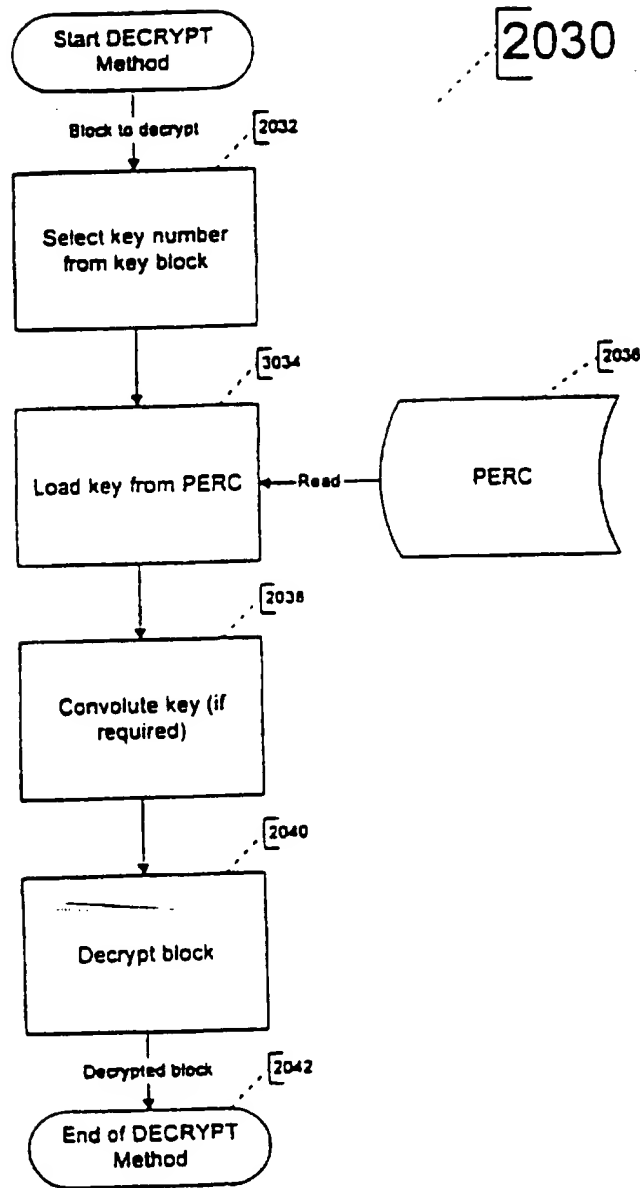 Start DECRYPT
Method
2030
Block to decrypt
2032
Select key number
from key block
3034
2036
Load key from PERC
Read
PERC
2038
Convolute key (if
required)
2040
Decrypt block
Decrypted block
2042
End of DECRYPT
Method